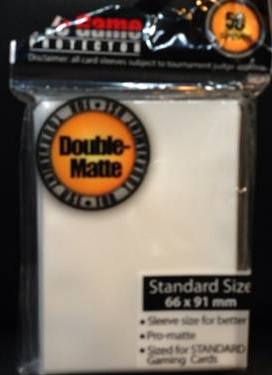 Game
50
PROTECTOR
Disclaimer: all card sleeves subject to tournament judge
Double-
Matte
Standard Size
66 x 91 mm
• Sleeve size for better
• Pro-matte
• Sized for STANDARD
Gaming Cards